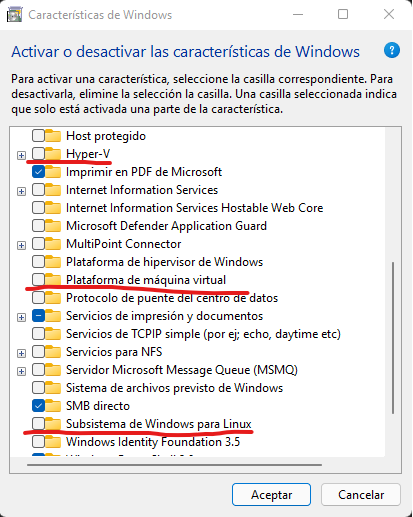 Características de Windows
Activar o desactivar las características de Windows
Para activar una característica, seleccione la casilla correspondiente. Para
desactivarla, elimine la selección la casilla. Una casilla seleccionada indica
que solo está activada una parte de la característica.
Host protegido
Hyper-V
Imprimir en PDF de Microsoft
Internet Information Services
Internet Information Services Hostable Web Core
Microsoft Defender Application Guard
MultiPoint Connector
Plataforma de hipervisor de Windows
Plataforma de máquina virtual
Protocolo de puente del centro de datos
Servicios de impresión y documentos
Servicios de TCPIP simple (por ej; echo, daytime etc)
Servicios para NFS
Servidor Microsoft Message Queue (MSMQ)
Sistema de archivos previsto de Windows
SMB directo
Subsistema de Windows para Linux
Windows Identity Foundation 3.5
Aceptar
Cancelar